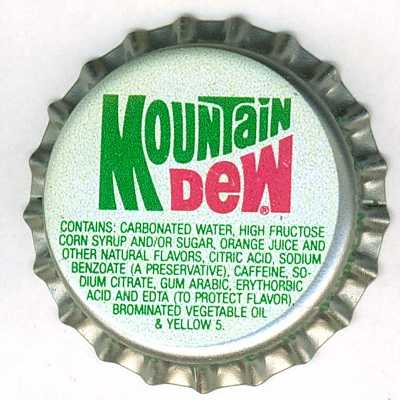 MOUNTAIN
DEW®
CONTAINS: CARBONATED WATER, HIGH FRUCTOSE
CORN SYRUP AND/OR SUGAR, ORANGE JUICE AND
OTHER NATURAL FLAVORS, CITRIC ACID, SODIUM
BENZOATE (A PRESERVATIVE), CAFFEINE, SO-
DIUM CITRATE, GUM ARABIC, ERYTHORBIC
ACID AND EDTA (TO PROTECT FLAVOR),
BROMINATED VEGETABLE OIL
& YELLOW 5.